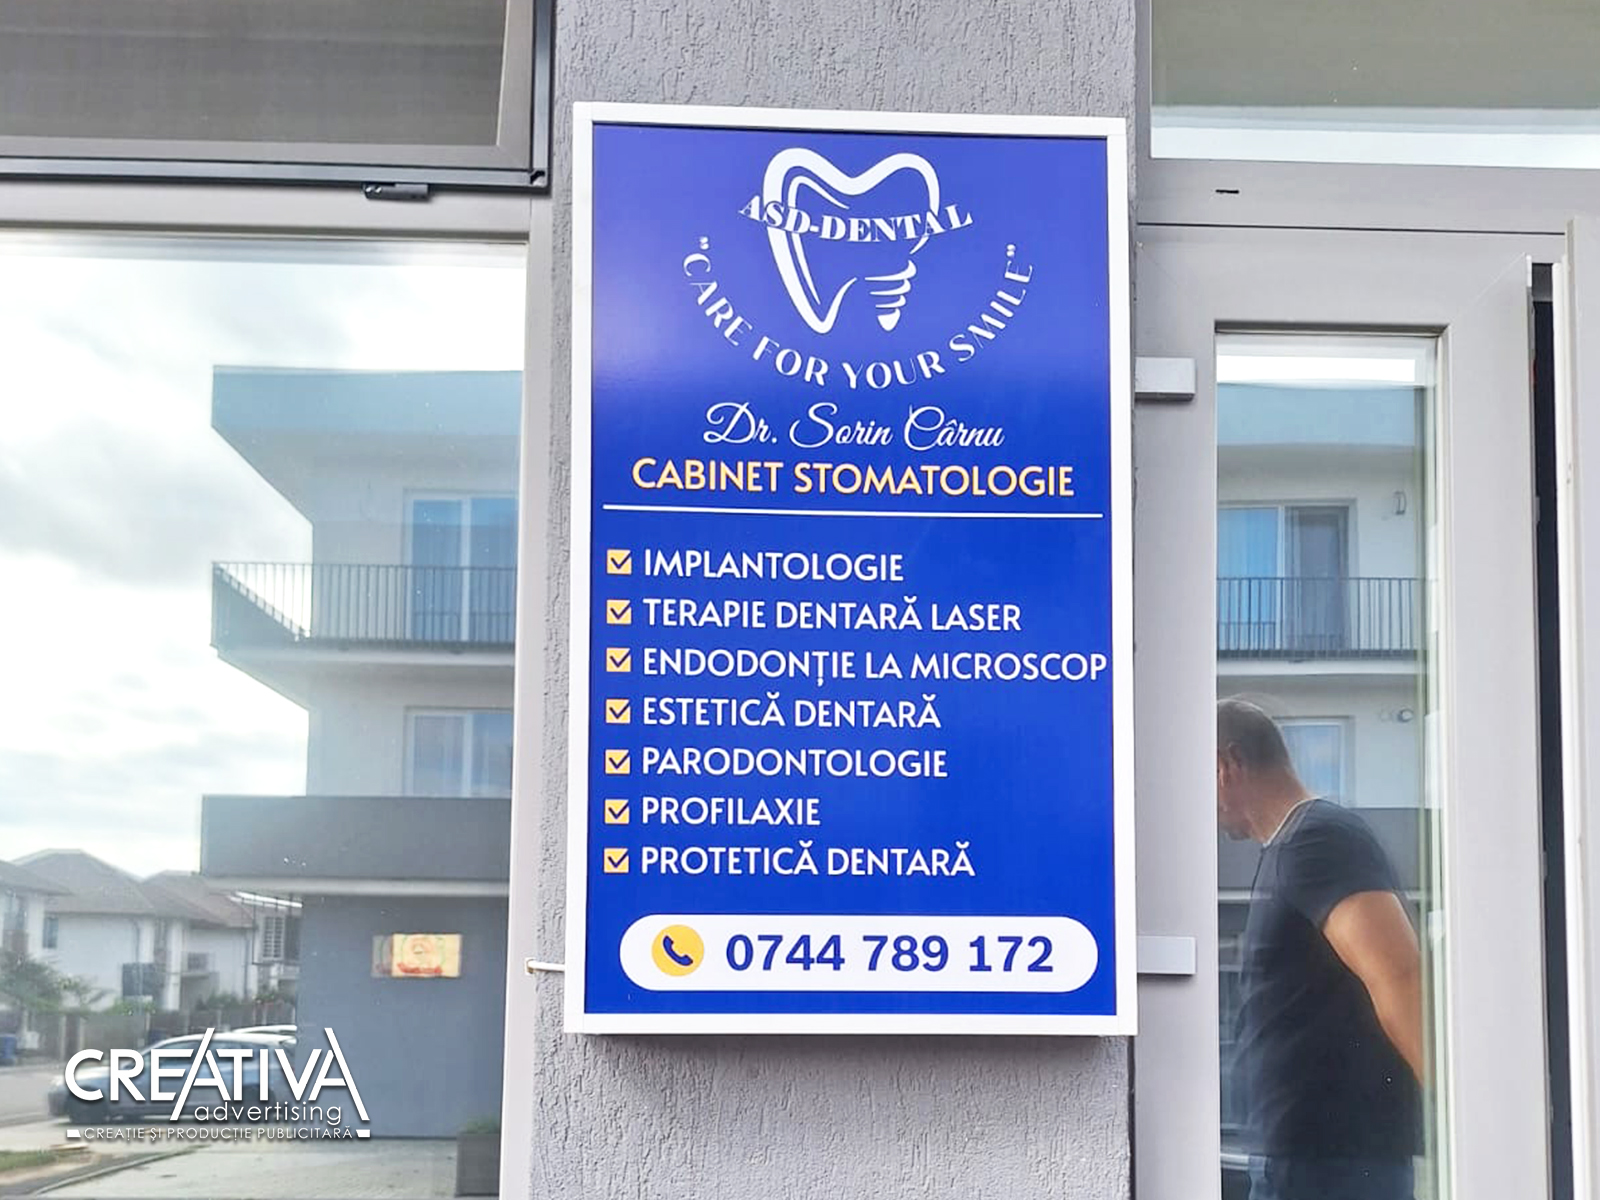 ASD-DENTAL
"CARE FOR YOUR SMILE"
Dr. Sorin Cârnu
CABINET STOMATOLOGIE
IMPLANTOLOGIE
TERAPIE DENTARĂ LASER
ENDODONȚIE LA MICROSCOP
ESTETICĂ DENTARĂ
PARODONTOLOGIE
PROFILAXIE
PROTETICĂ DENTARĂ
0744 789 172
CREATIVA
advertising
CREAȚIE ȘI PRODUCȚIE PUBLICITARĂ